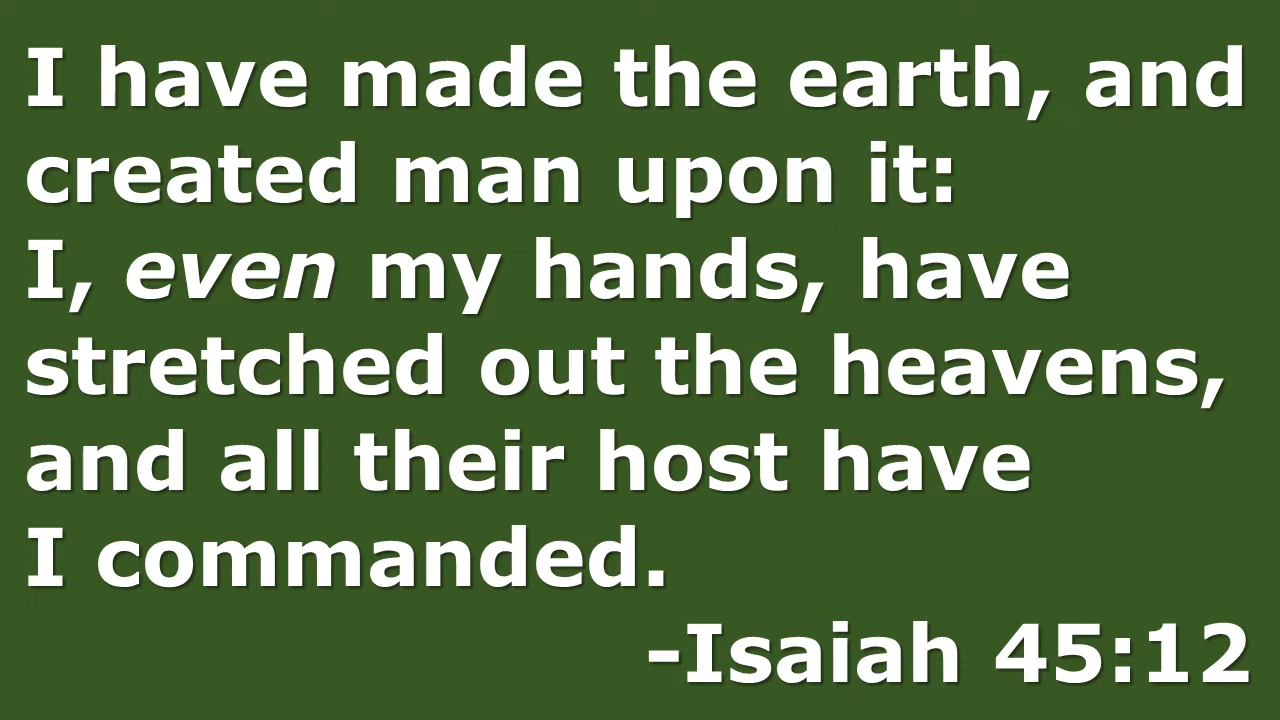 I have made the earth, and
created man upon it:
I, even my hands, have
stretched out the heavens,
and all their host have
I commanded.
-Isaiah 45:12